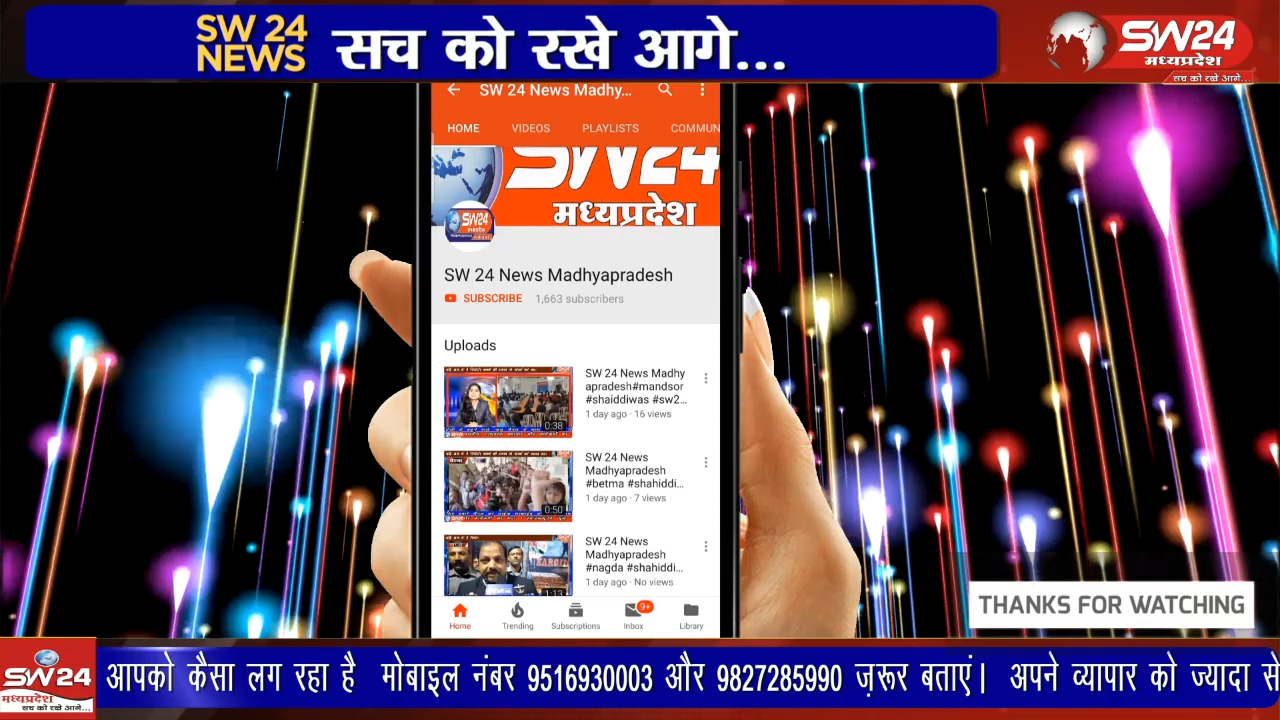 SW 24
NEWS
सच को रखे आगे...
SW24
मध्यप्रदेश
सच को रखे आगे...
SW 24 News Madhy...
HOME VIDEOS PLAYLISTS COMMUN
SW24
मध्यप्रदेश
SW24
SW 24 News Madhyapradesh
SUBSCRIBE 1,663 subscribers
Uploads
SW 24 News Madhy
apradesh#mandsor
#shaiddiwas #sw2...
1 day ago · 16 views
0:38
SW 24 News
Madhyapradesh
#betma #shahiddi...
1 day ago · 7 views
0:50
SW 24 News
Madhyapradesh
#nagda #shahiddi...
1 day ago · No views
1:13
9+
Home Trending Subscriptions Inbox Library
THANKS FOR WATCHING
SW24
मध्यप्रदेश
सच को रखे आगे...
आपको कैसा लग रहा है मोबाइल नंबर 9516930003 और 9827285990 ज़रूर बताएं। अपने व्यापार को ज्यादा से